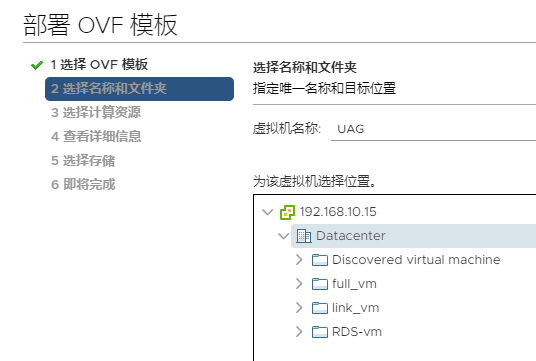 部署 OVF 模板
1 选择 OVF 模板
2 选择名称和文件夹
3 选择计算资源
4 查看详细信息
5 选择存储
6 即将完成
选择名称和文件夹
指定唯一名称和目标位置
虚拟机名称: UAG
为该虚拟机选择位置。
192.168.10.15
Datacenter
Discovered virtual machine
full_vm
link_vm
RDS-vm